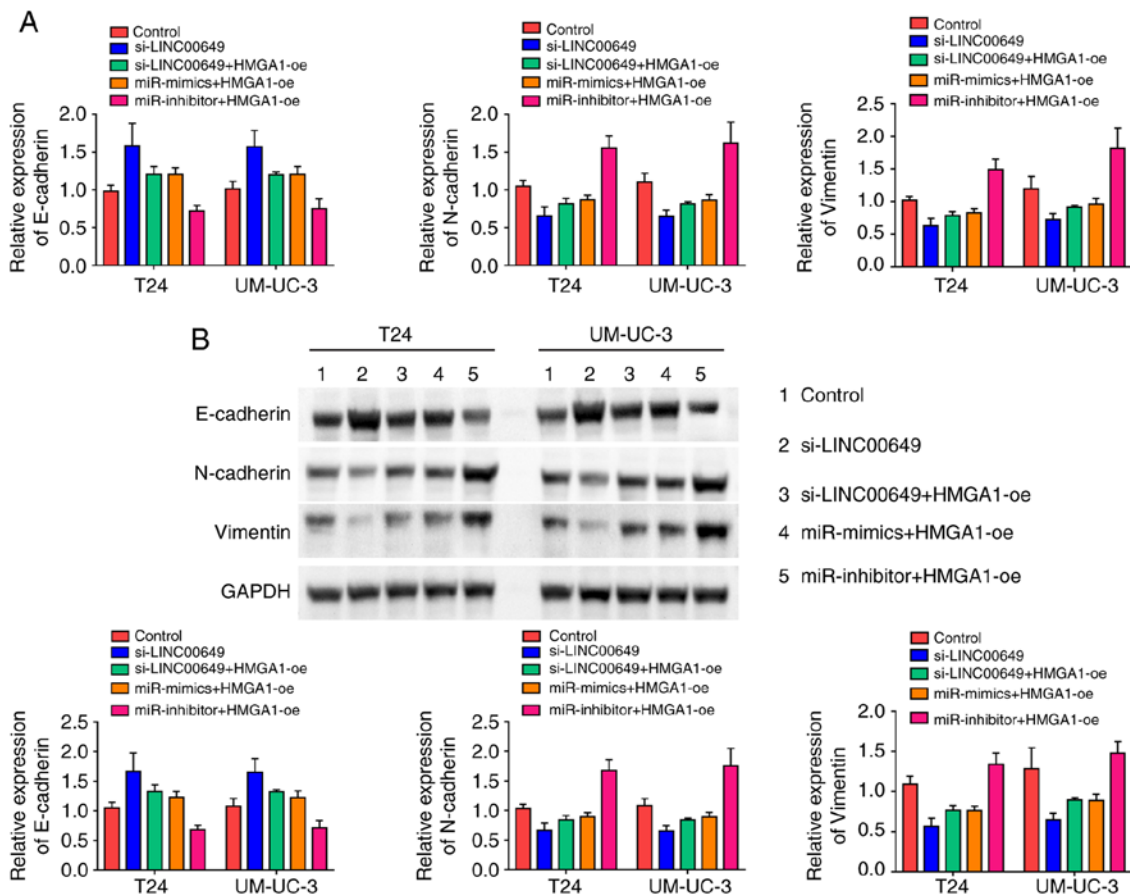 A
Control
si-LINC00649
si-LINC00649+HMGA1-oe
miR-mimics+HMGA1-oe
miR-inhibitor+HMGA1-oe
Relative expression
of E-cadherin
2.0
1.5
1.0
0.5
0.0
T24
UM-UC-3
Control
si-LINC00649
si-LINC00649+HMGA1-oe
miR-mimics+HMGA1-oe
miR-inhibitor+HMGA1-oe
Relative expression
of N-cadherin
2.0
1.5
1.0
0.5
0.0
T24
UM-UC-3
Control
si-LINC00649
si-LINC00649+HMGA1-oe
miR-mimics+HMGA1-oe
miR-inhibitor+HMGA1-oe
Relative expression
of Vimentin
2.5
2.0
1.5
1.0
0.5
0.0
T24
UM-UC-3
B
T24
UM-UC-3
1 2 3 4 5
1 2 3 4 5
E-cadherin
N-cadherin
Vimentin
GAPDH
1 Control
2 si-LINC00649
3 si-LINC00649+HMGA1-oe
4 miR-mimics+HMGA1-oe
5 miR-inhibitor+HMGA1-oe
Control
si-LINC00649
si-LINC00649+HMGA1-oe
miR-mimics+HMGA1-oe
miR-inhibitor+HMGA1-oe
Relative expression
of E-cadherin
2.5
2.0
1.5
1.0
0.5
0.0
T24
UM-UC-3
Control
si-LINC00649
si-LINC00649+HMGA1-oe
miR-mimics+HMGA1-oe
miR-inhibitor+HMGA1-oe
Relative expression
of N-cadherin
2.5
2.0
1.5
1.0
0.5
0.0
T24
UM-UC-3
Control
si-LINC00649
si-LINC00649+HMGA1-oe
miR-mimics+HMGA1-oe
miR-inhibitor+HMGA1-oe
Relative expression
of Vimentin
2.0
1.5
1.0
0.5
0.0
T24
UM-UC-3